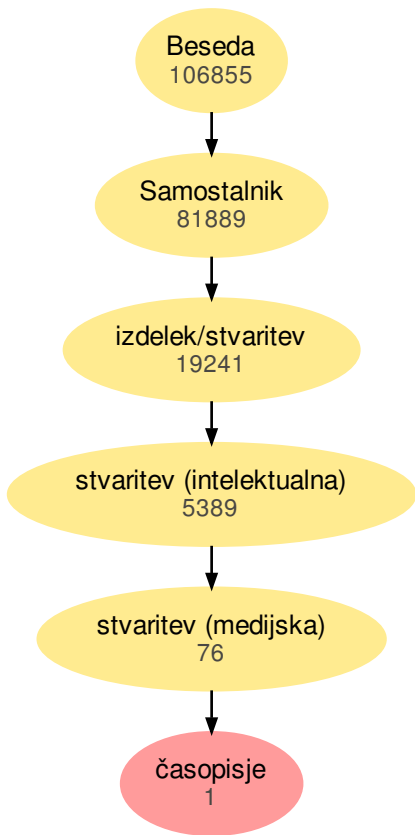 Beseda
106855
Samostalnik
81889
izdelek/stvaritev
19241
stvaritev (intelektualna)
5389
stvaritev (medijska)
76
časopisje
1